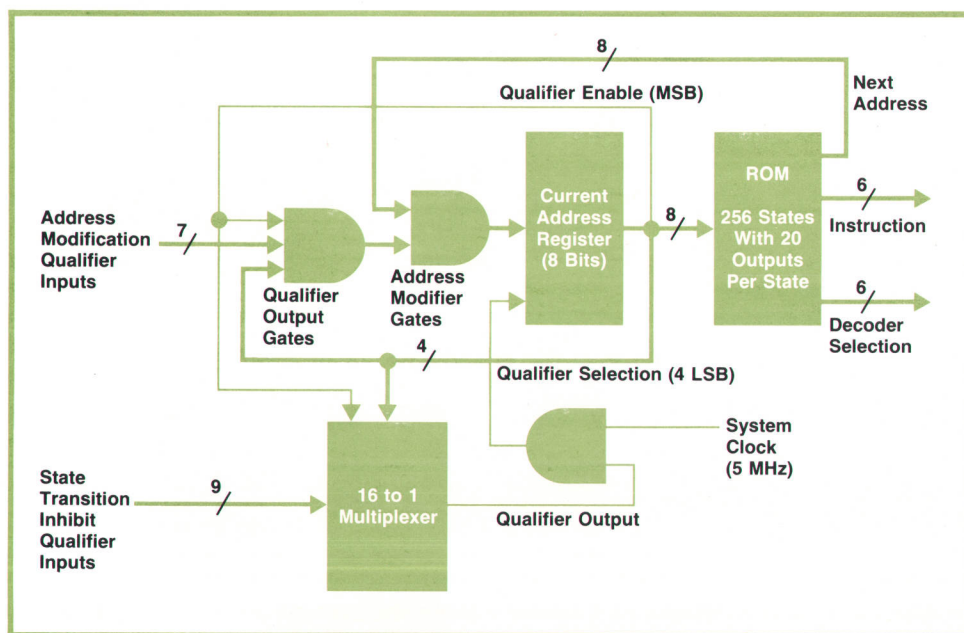 8
Qualifier Enable (MSB)
Next
Address
Current
Address
Register
(8 Bits)
8
ROM
256 States
With 20
Outputs
Per State
6
Instruction
6
Decoder
Selection
Address
Modification
Qualifier
Inputs
7
Qualifier
Output
Gates
Address
Modifier
Gates
4
Qualifier Selection (4 LSB)
System
Clock
(5 MHz)
State
Transition
Inhibit
Qualifier
Inputs
9
16 to 1
Multiplexer
Qualifier Output